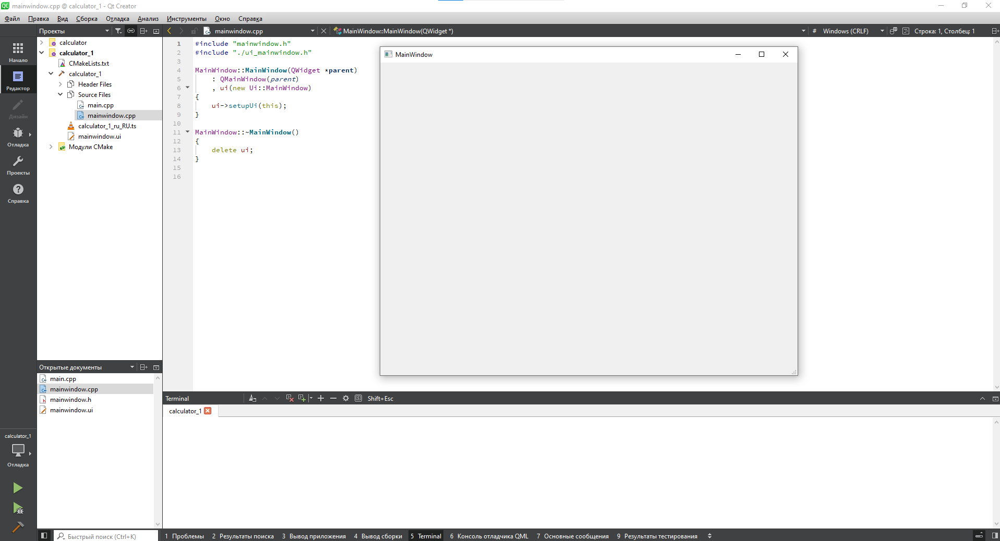 mainwindow.cpp @ calculator_1 - Qt Creator
Файл Правка Вид Сборка Отладка Анализ Инструменты Окно Справка
Проекты
mainwindow.cpp
MainWindow::MainWindow(QWidget *)
# Windows (CRLF)
Строка: 1, Столбец: 1
Начало
Редактор
Дизайн
Отладка
Проекты
Справка
calculator
calculator_1
CMakeLists.txt
calculator_1
Header Files
Source Files
main.cpp
mainwindow.cpp
calculator_1_ru_RU.ts
mainwindow.ui
Модули CMake
1 #include "mainwindow.h"
2 #include "./ui_mainwindow.h"
3
4 MainWindow::MainWindow(QWidget *parent)
5 : QMainWindow(parent)
6 , ui(new Ui::MainWindow)
7 {
8 ui->setupUi(this);
9 }
10
11 MainWindow::~MainWindow()
12 {
13 delete ui;
14 }
15
16
MainWindow
Открытые документы
main.cpp
mainwindow.cpp
mainwindow.h
mainwindow.ui
Terminal
Shift+Esc
calculator_1
calculator_1
Отладка
Быстрый поиск (Ctrl+K)
1 Проблемы 2 Результаты поиска 3 Вывод приложения 4 Вывод сборки 5 Terminal 6 Консоль отладчика QML 7 Основные сообщения 9 Результаты тестирования